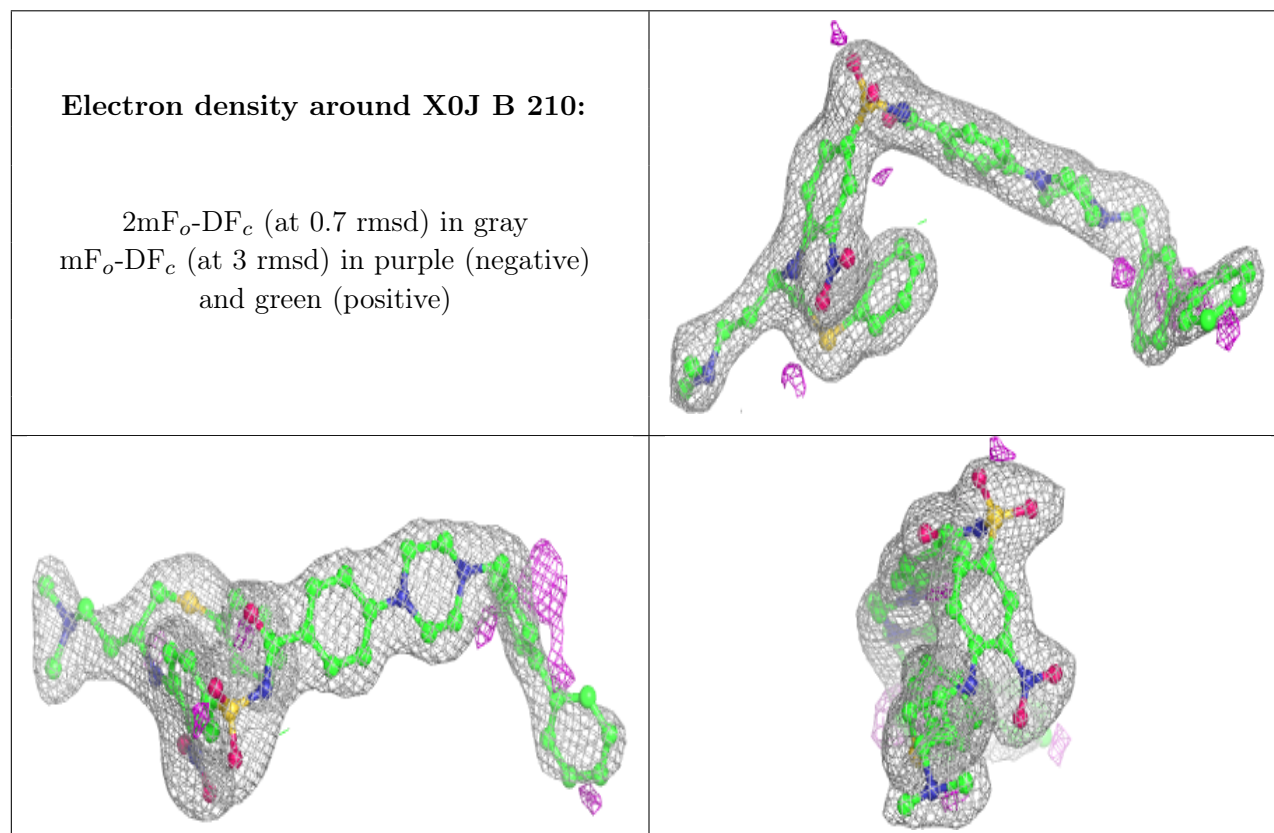 Electron density around X0J B 210:
2mFo-DFc (at 0.7 rmsd) in gray
mFo-DFc (at 3 rmsd) in purple (negative)
and green (positive)